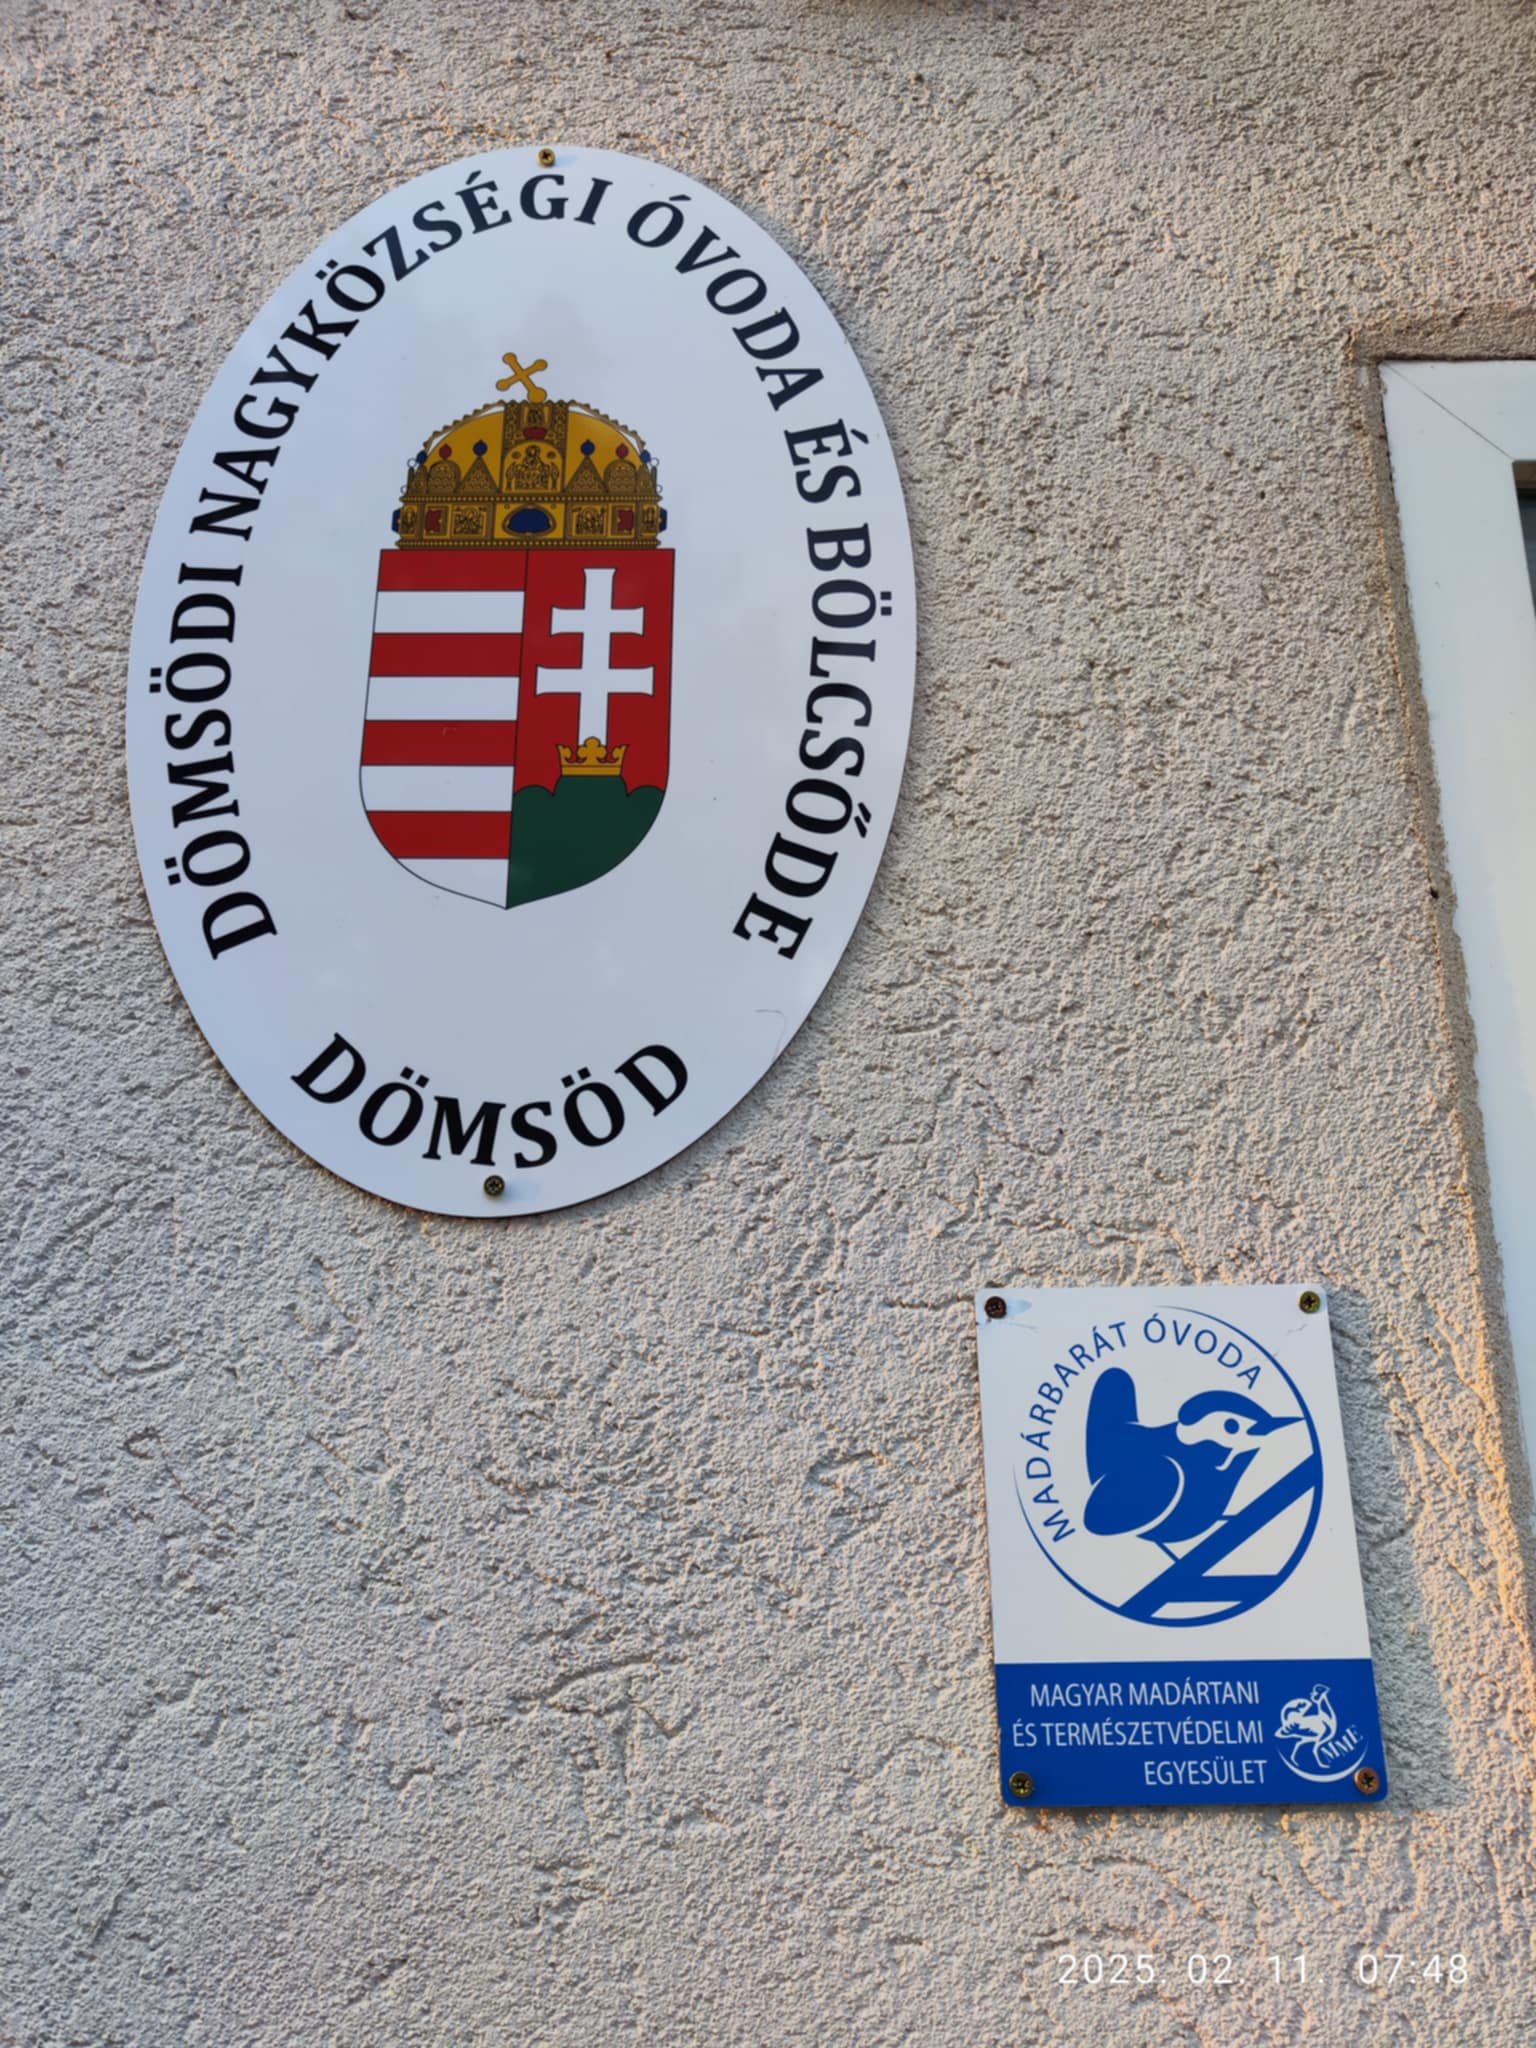 DÖMSÖDI NAGYKÖZSÉGI ÓVODA ÉS BÖLCSŐDE
DÖMSÖD
MADÁRBARÁT ÓVODA
MAGYAR MADÁRTANI
ÉS TERMÉSZETVÉDELMI
EGYESÜLET
MME
2025. 02. 11. 07:48